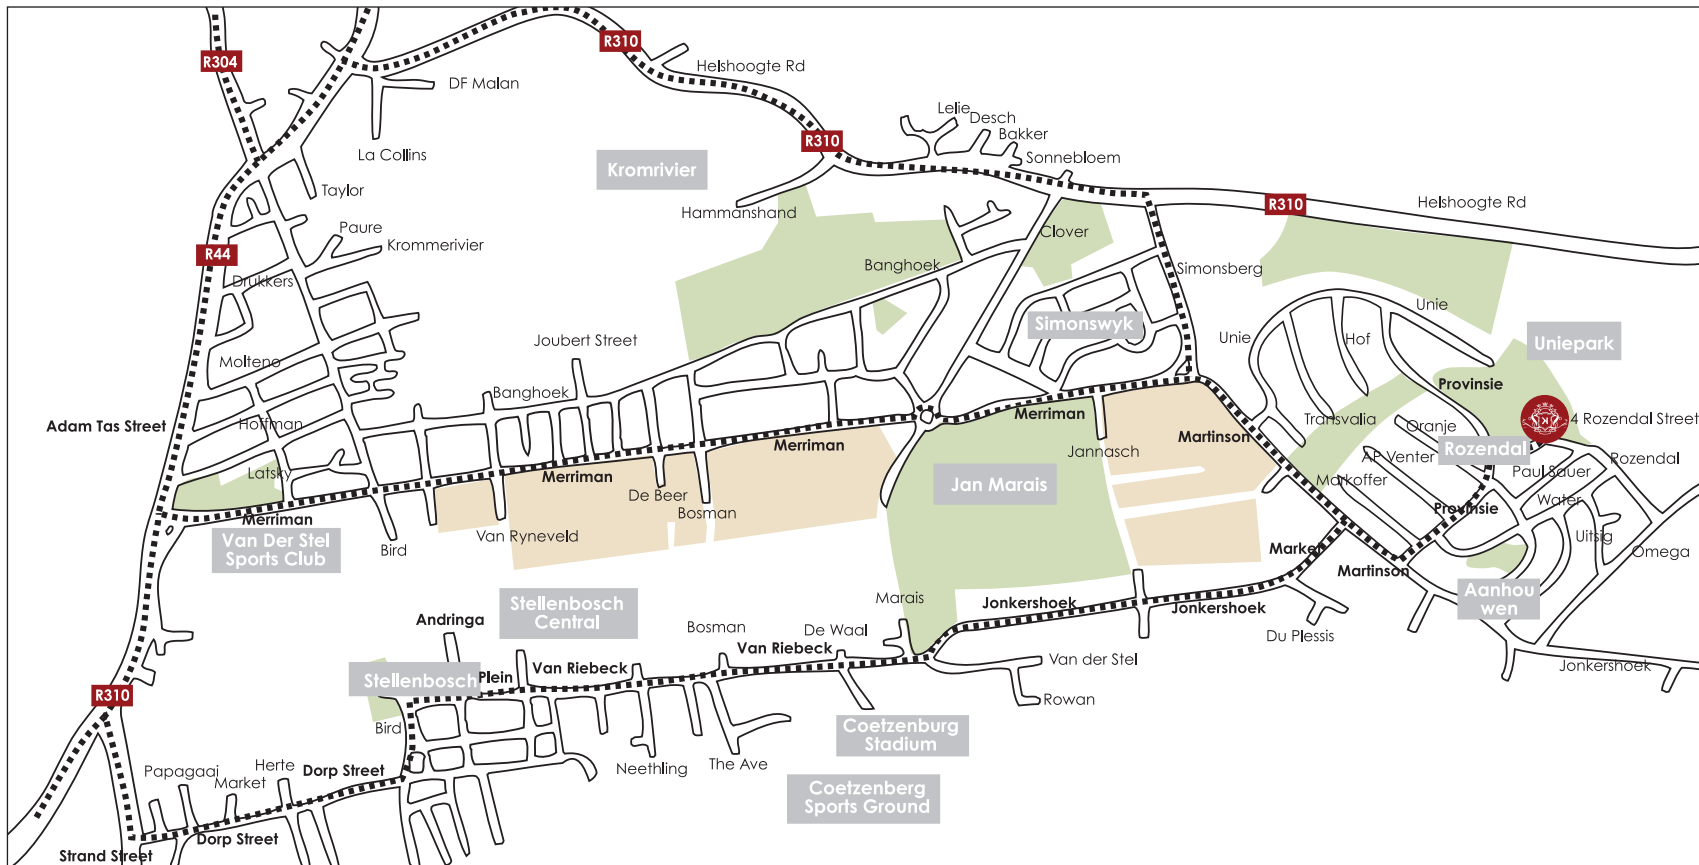 R310
R304
Helshoogte Rd
DF Malan
Lelie
Desch
Bakker
R310
Sonnebloem
La Collins
Kromrivier
Taylor
Hammanshand
R310
Helshoogte Rd
Paure
Krommerivier
Clover
R44
Banghoek
Simonsberg
Drukkers
Unie
Simonswyk
Joubert Street
Unie
Hof
Uniepark
Molteno
Provinsie
Banghoek
Adam Tas Street
Hoffman
Merriman
Transvalia
Oranje
4 Rozendal Street
Merriman
Martinson
Jannasch
Rozendal
AP Venter
Rozendal
Latsky
Merriman
Jan Marais
Markoffer
Paul Sauer
De Beer
Bosman
Water
Provinsie
Merriman
Van Der Stel
Sports Club
Bird
Van Ryneveld
Uitsig
Market
Omega
Martinson
Aanhou
wen
Stellenbosch
Central
Marais
Jonkershoek
Jonkershoek
Andringa
Bosman
De Waal
Du Plessis
Van Riebeck
Van Riebeck
Van der Stel
Jonkershoek
Stellenbosch
Plein
R310
Rowan
Bird
Coetzenburg
Stadium
Neethling
The Ave
Papagaai
Herte
Dorp Street
Market
Coetzenberg
Sports Ground
Dorp Street
Strand Street
K